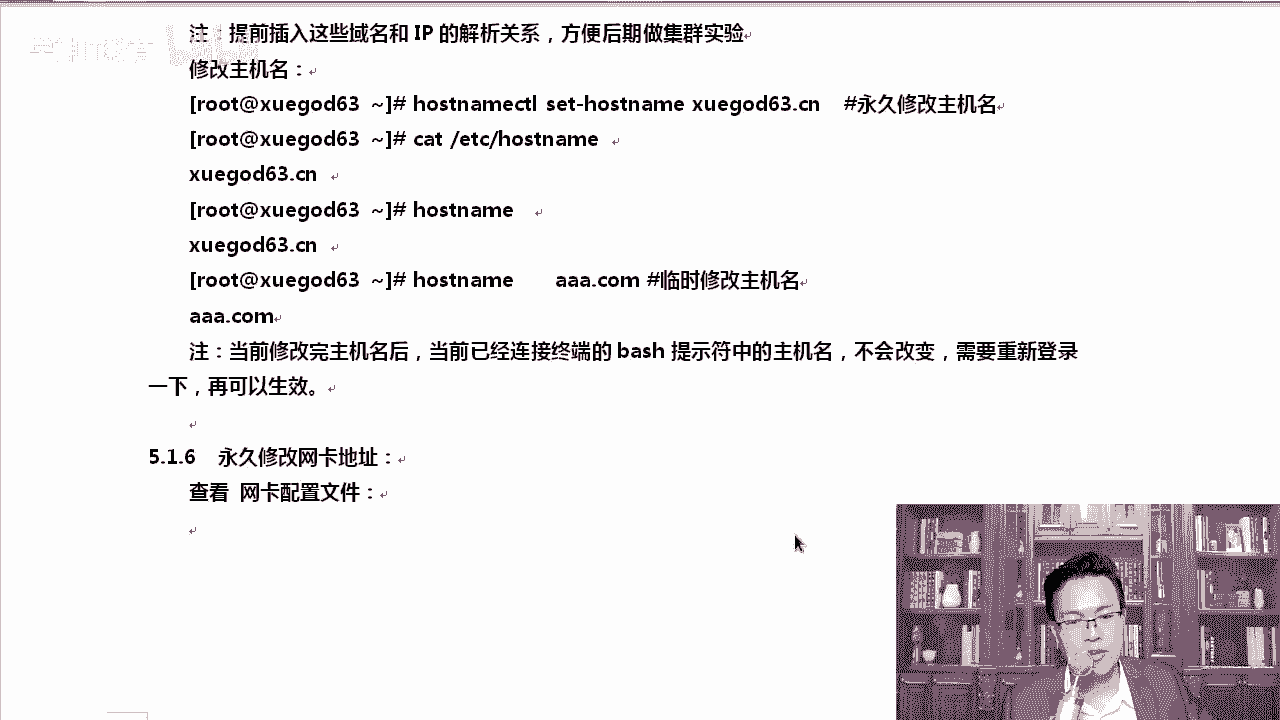 注：提前插入这些域名和 IP 的解析关系，方便后期做集群实验
修改主机名：
[root@xuegod63 ~]# hostnamectl set-hostname xuegod63.cn #永久修改主机名
[root@xuegod63 ~]# cat /etc/hostname
xuegod63.cn
[root@xuegod63 ~]# hostname
xuegod63.cn
[root@xuegod63 ~]# hostname aaa.com #临时修改主机名
aaa.com
注：当前修改完主机名后，当前已经连接终端的 bash 提示符中的主机名，不会改变，需要重新登录
一下，再可以生效。
5.1.6 永久修改网卡地址：
查看 网卡配置文件：